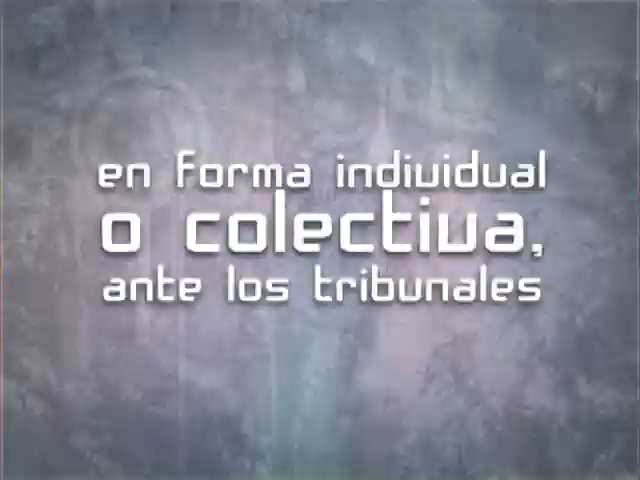 en forma individual
o colectiva,
ante los tribunales